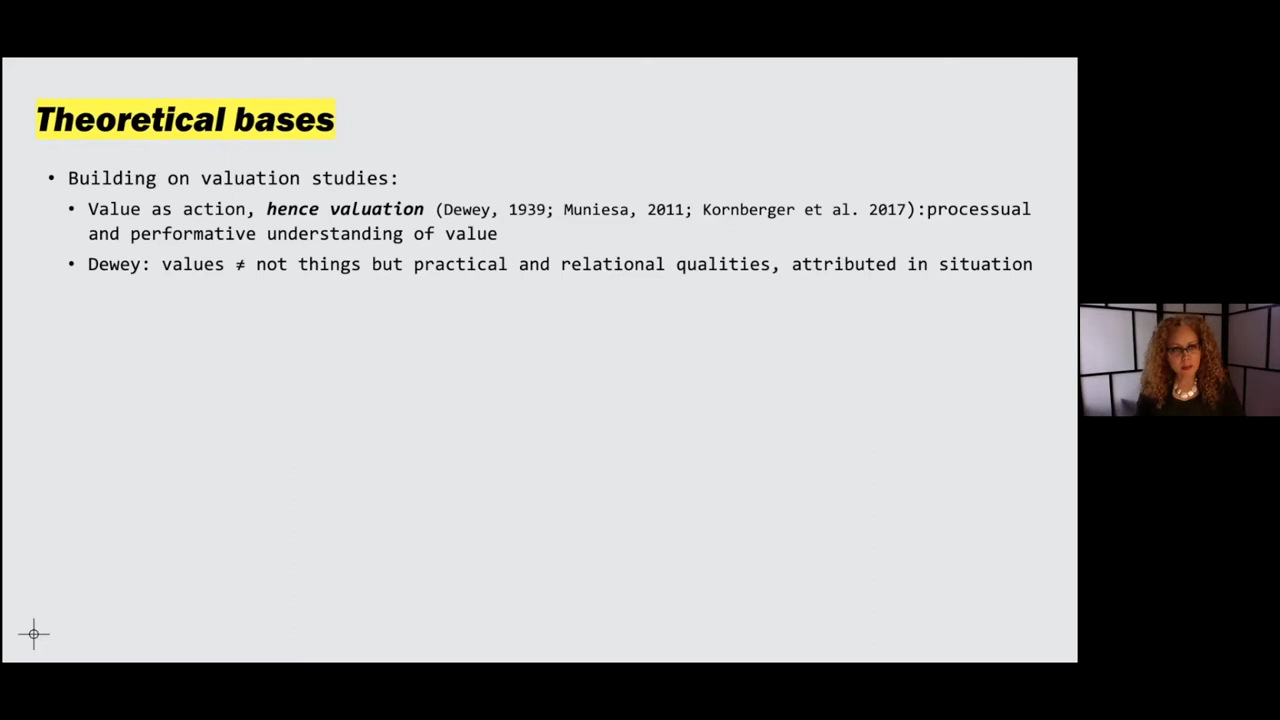 Theoretical bases
• Building on valuation studies:
• Value as action, hence valuation (Dewey, 1939; Muniesa, 2011; Kornberger et al. 2017):processual
and performative understanding of value
• Dewey: values ≠ not things but practical and relational qualities, attributed in situation